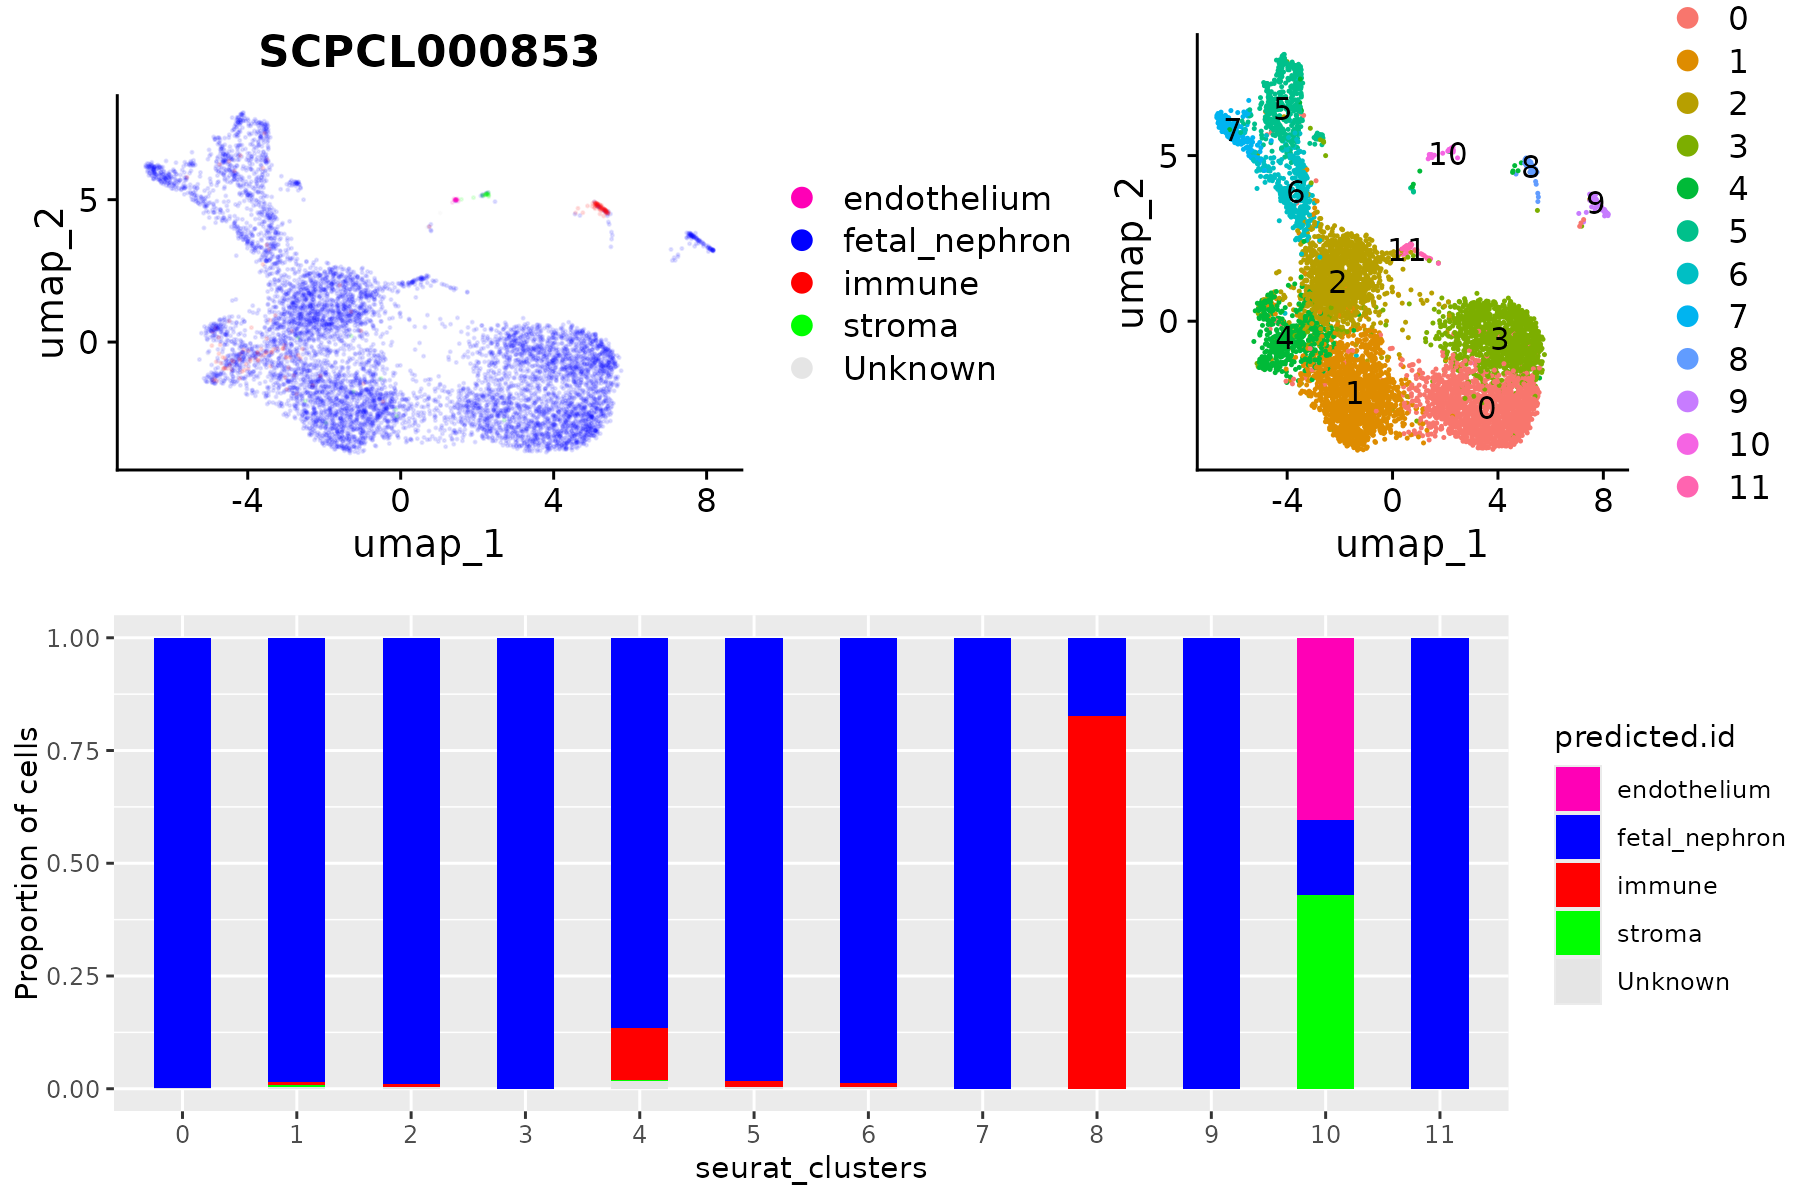 SCPCL000853
umap_2
5
0
-4
0
4
8
umap_1
endothelium
fetal_nephron
immune
stroma
Unknown
umap_2
5
0
-4
0
4
8
umap_1
5
7
6
10
8
9
11
2
4
3
1
0
0
1
2
3
4
5
6
7
8
9
10
11
Proportion of cells
1.00
0.75
0.50
0.25
0.00
0
1
2
3
4
5
6
7
8
9
10
11
seurat_clusters
predicted.id
endothelium
fetal_nephron
immune
stroma
Unknown